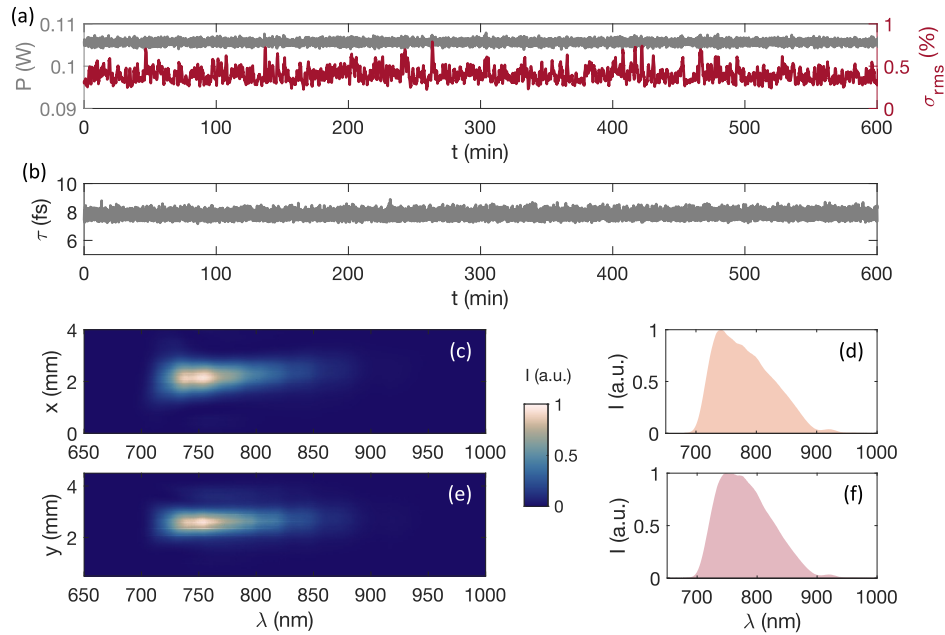 (a)
0.11
0.1
0.09
P (W)
1
0.5
0
σrms (%)
0 100 200 300 400 500 600
t (min)
(b)
10
8
6
τ (fs)
0 100 200 300 400 500 600
t (min)
4
2
0
x (mm)
(c)
650 700 750 800 850 900 950 1000
I (a.u.)
1
0.5
0
1
0.5
0
I (a.u.)
(d)
700 800 900 1000
4
2
y (mm)
(e)
650 700 750 800 850 900 950 1000
λ (nm)
1
0.5
0
I (a.u.)
(f)
700 800 900 1000
λ (nm)